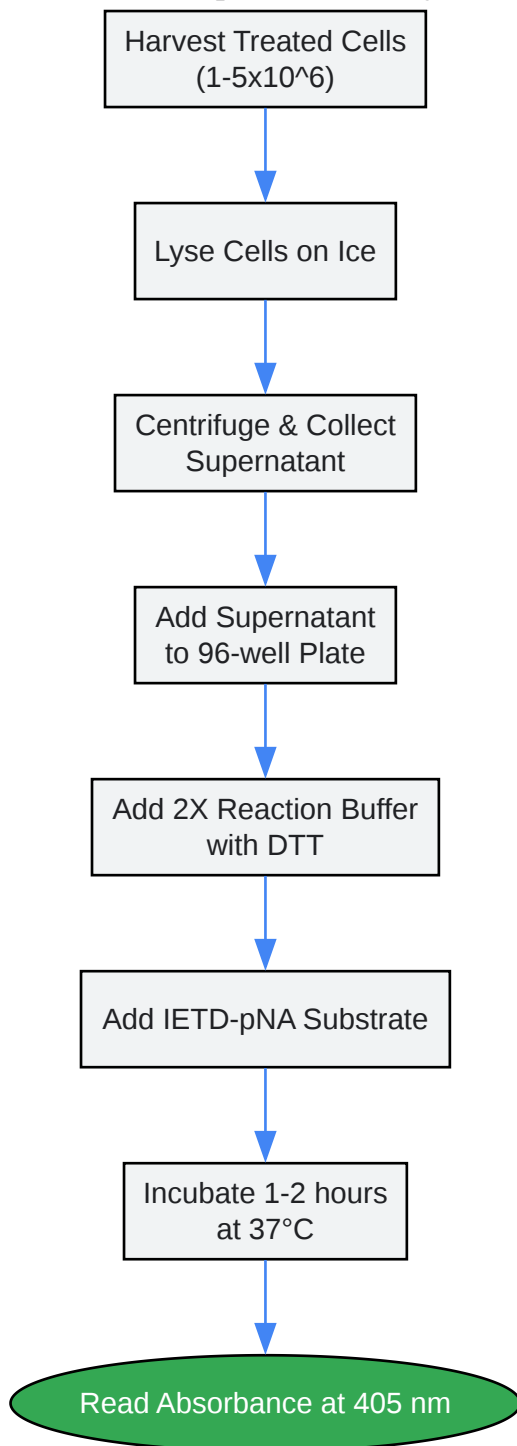 Harvest Treated Cells
(1-5x10^6)
Lyse Cells on Ice
Centrifuge & Collect
Supernatant
Add Supernatant
to 96-well Plate
Add 2X Reaction Buffer
with DTT
Add IETD-pNA Substrate
Incubate 1-2 hours
at 37°C
Read Absorbance at 405 nm